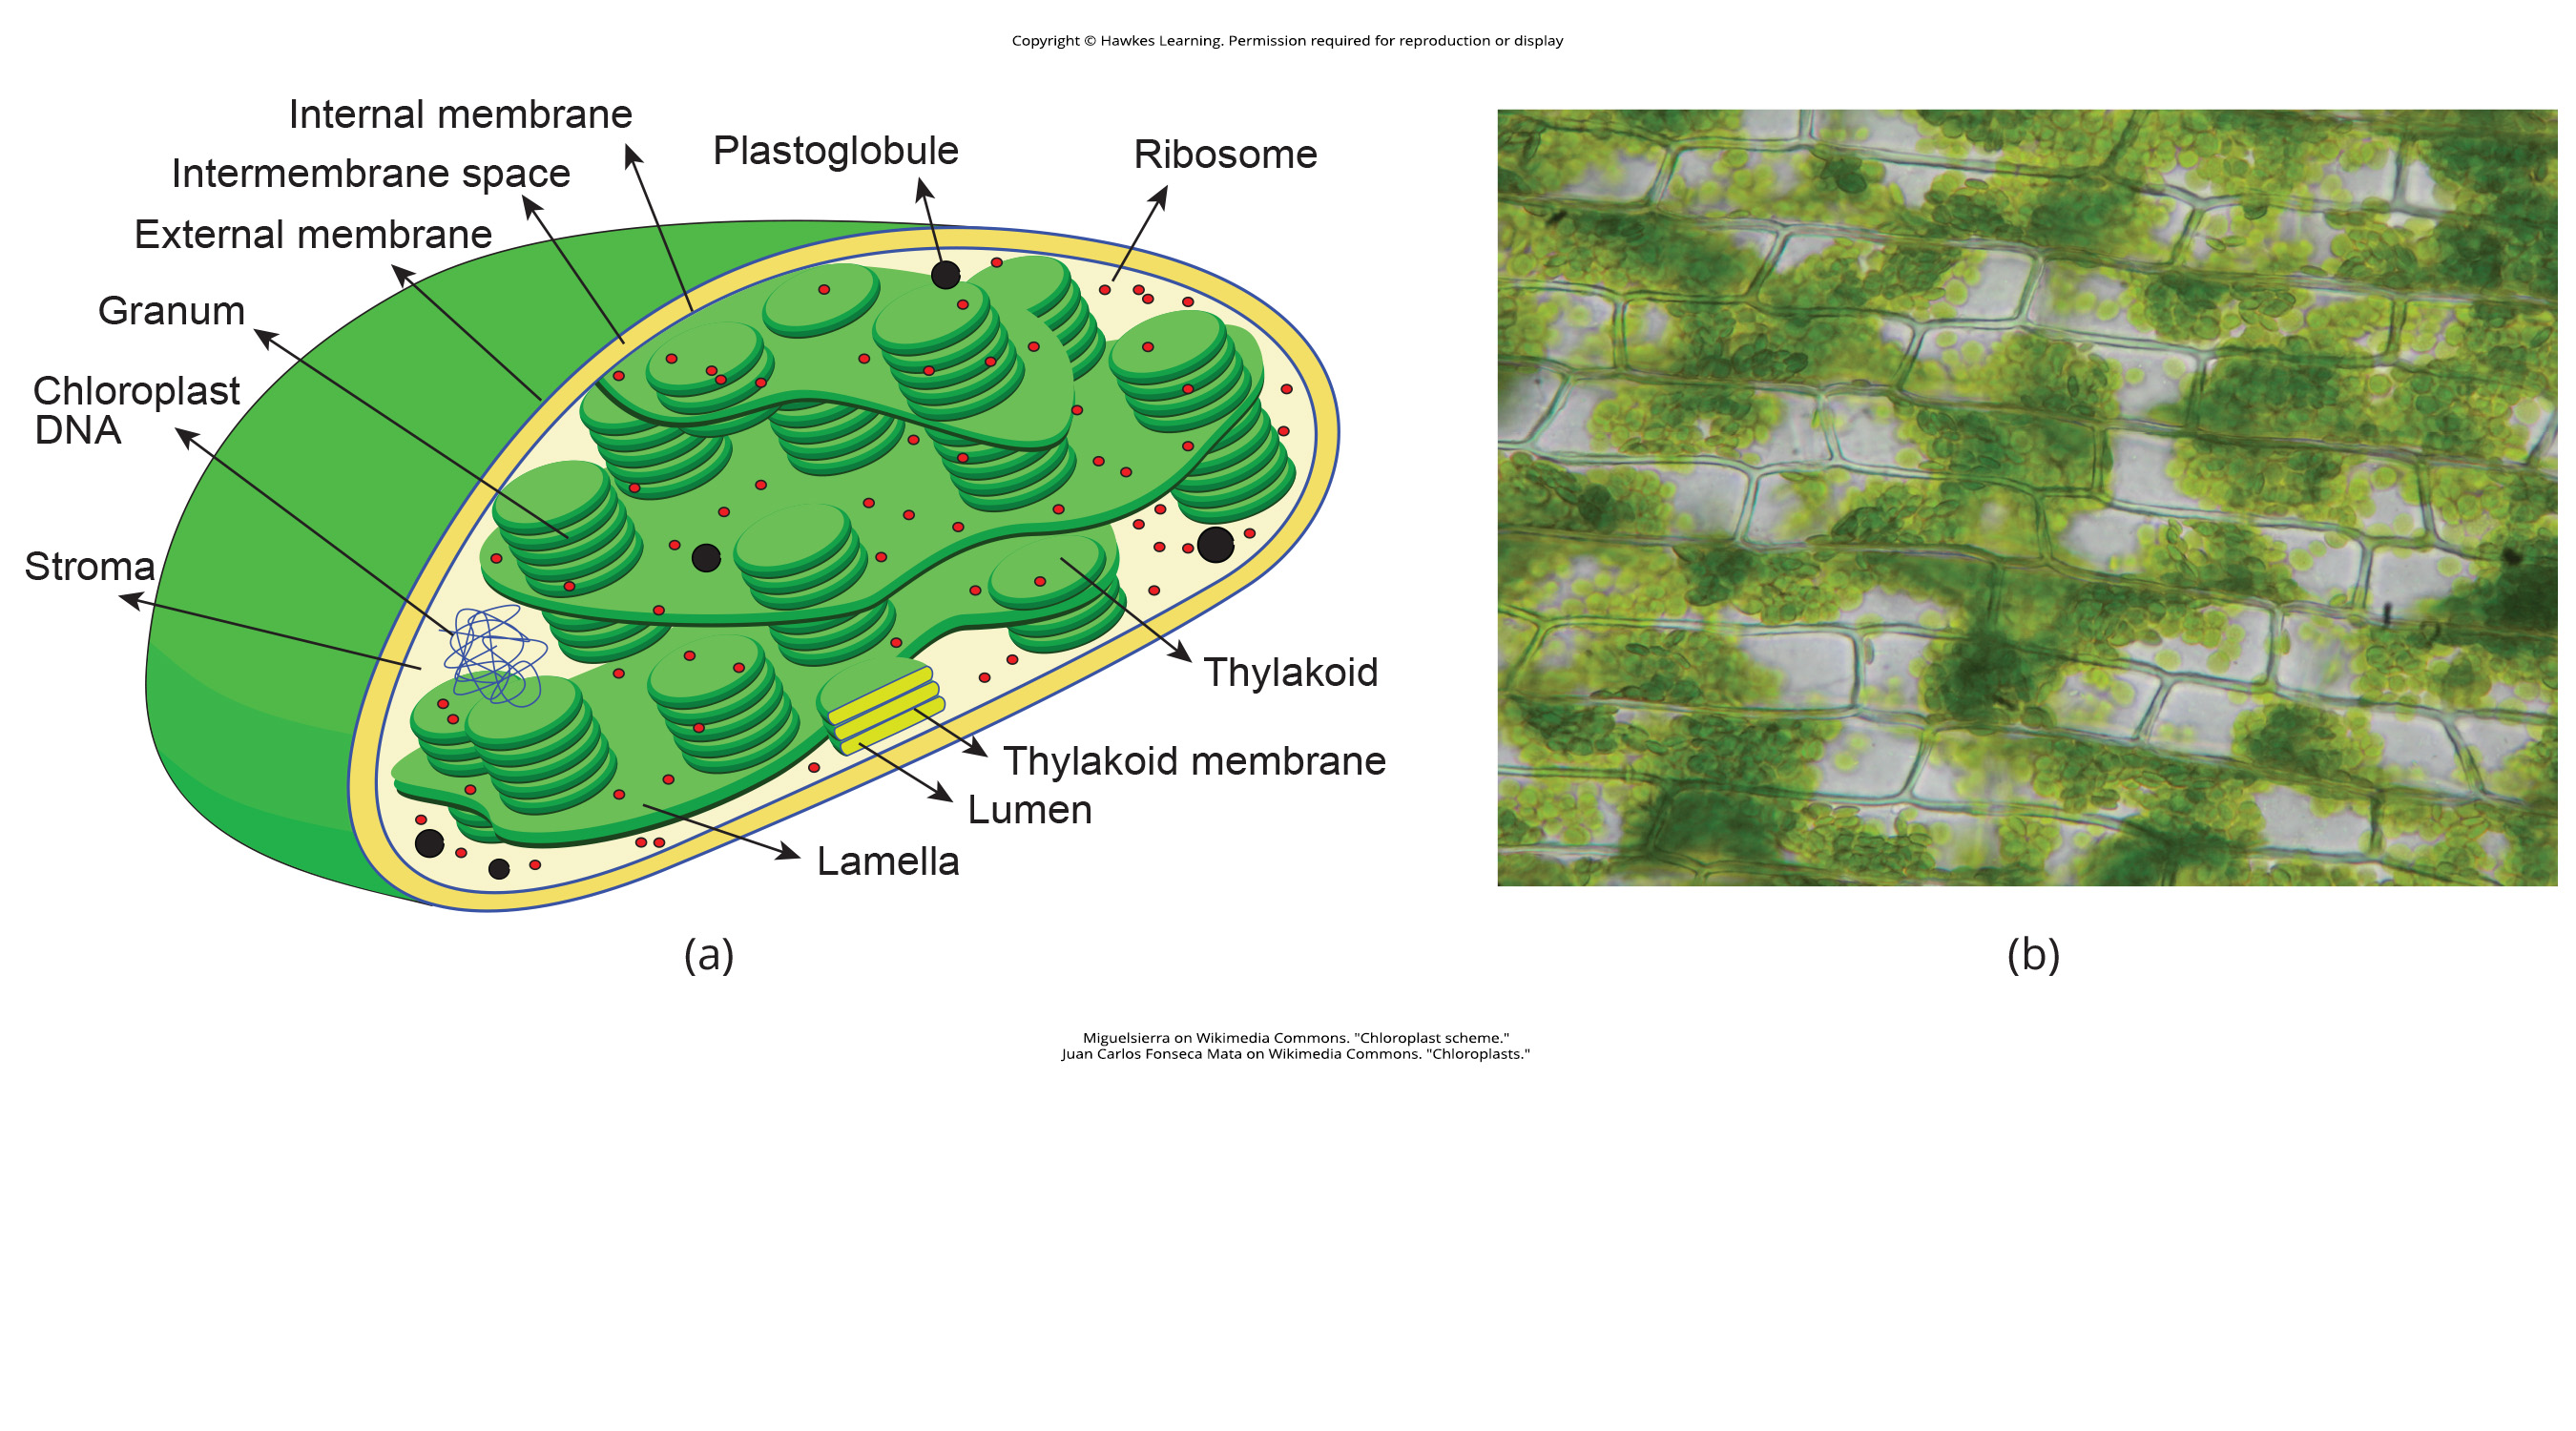 Copyright © Hawkes Learning. Permission required for reproduction or display
Internal membrane
Intermembrane space
External membrane
Granum
Chloroplast
DNA
Stroma
Plastoglobule
Ribosome
Thylakoid
Thylakoid membrane
Lumen
Lamella
(a)
(b)
Miguelsierra on Wikimedia Commons. "Chloroplast scheme."
Juan Carlos Fonseca Mata on Wikimedia Commons. "Chloroplasts."